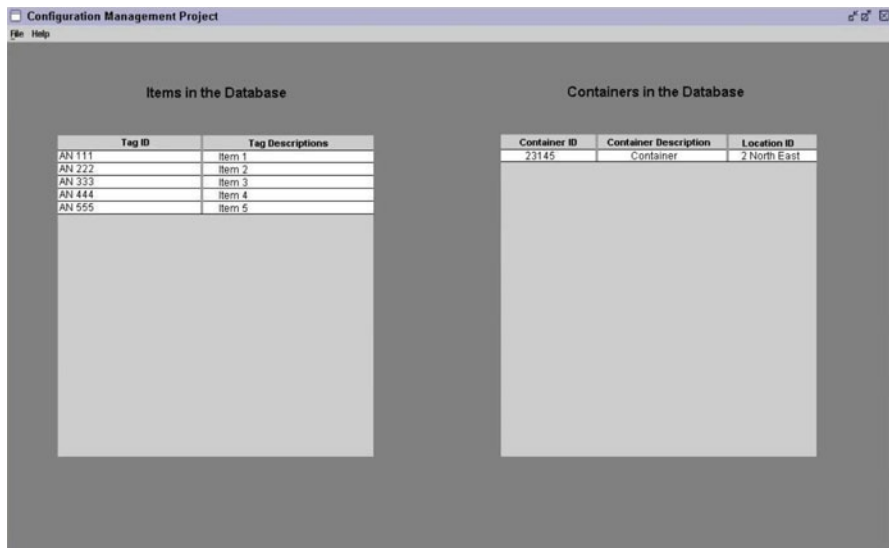 Configuration Management Project
File Help
Items in the Database
Tag ID Tag Descriptions
AN 111 Item 1
AN 222 Item 2
AN 333 Item 3
AN 444 Item 4
AN 555 Item 5
Containers in the Database
Container ID Container Description Location ID
23145 Container 2 North East